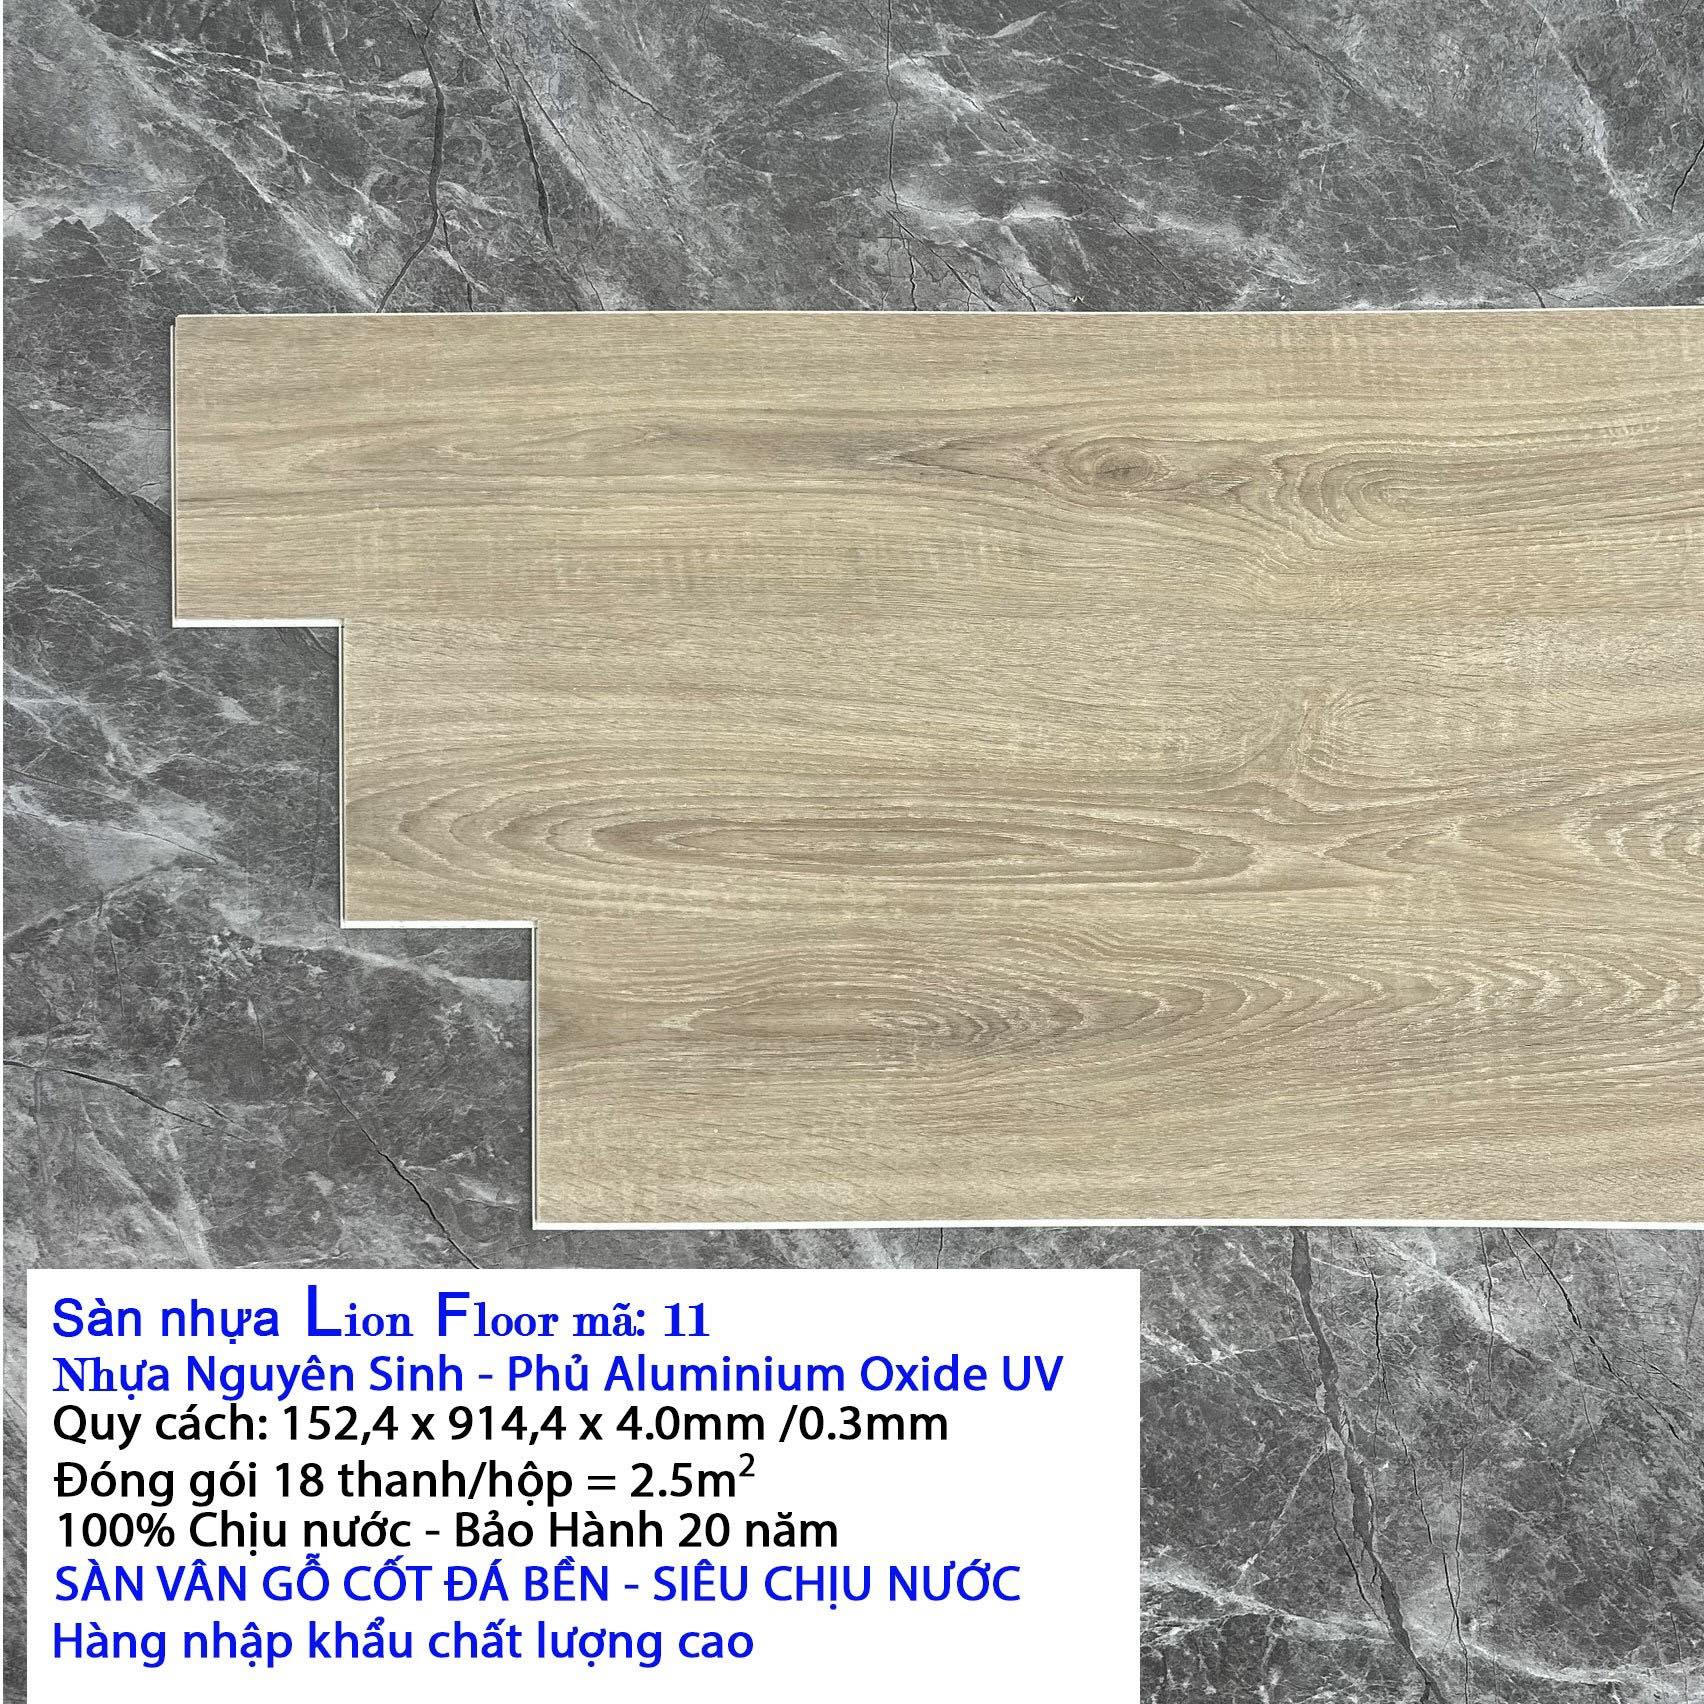 Sàn nhựa Lion Floor mã: 11
Nhựa Nguyên Sinh - Phủ Aluminium Oxide UV
Quy cách: 152,4 x 914,4 x 4.0mm /0.3mm
Đóng gói 18 thanh/hộp = 2.5m²
100% Chịu nước - Bảo Hành 20 năm
SÀN VÂN GỖ CỐT ĐÁ BỀN - SIÊU CHỊU NƯỚC
Hàng nhập khẩu chất lượng cao